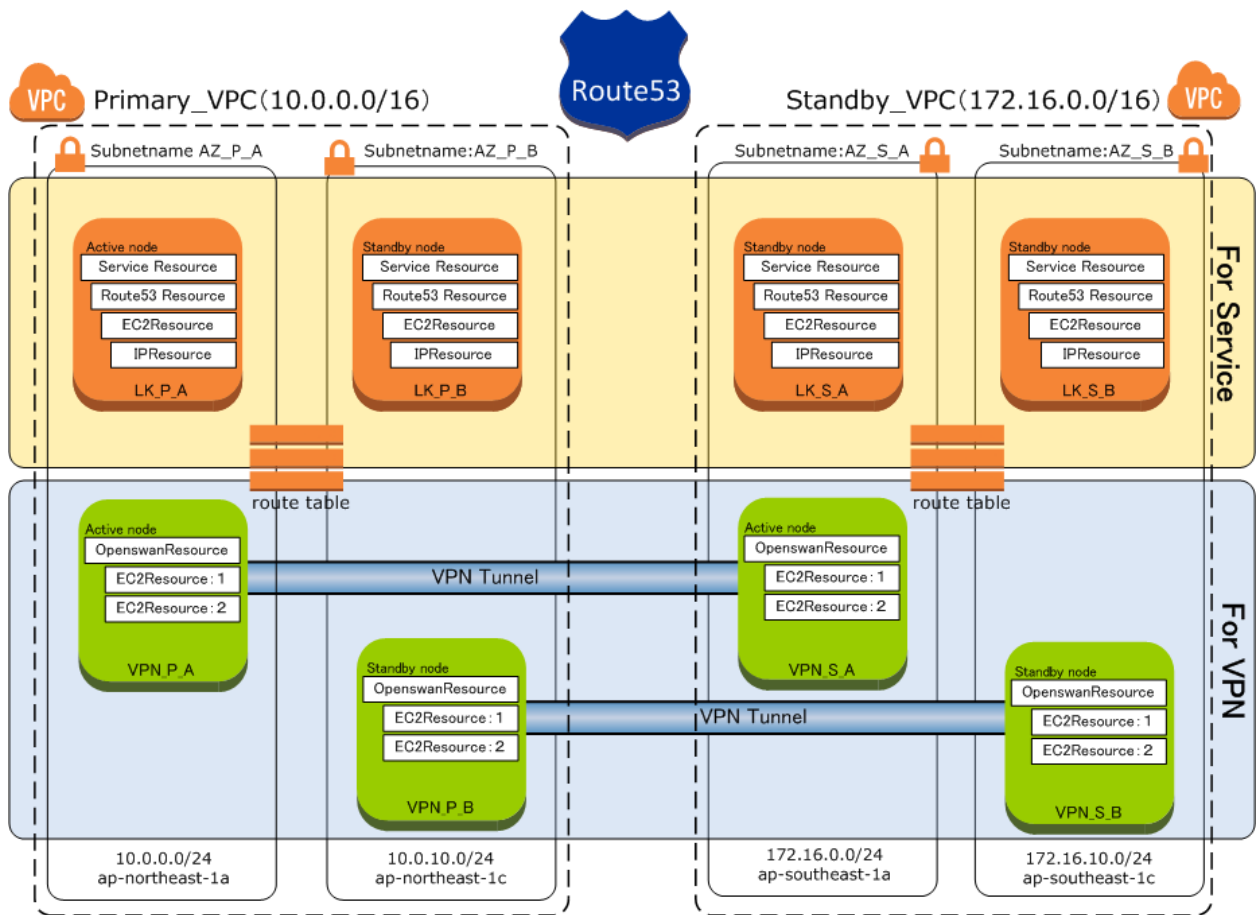 Route53
VPC
Primary_VPC(10.0.0.0/16)
Standby_VPC(172.16.0.0/16)
VPC
Subnetname AZ_P_A
Subnetname:AZ_P_B
Subnetname:AZ_S_A
Subnetname:AZ_S_B
Active node
Service Resource
Route53 Resource
EC2Resource
IPResource
LK_P_A
Standby node
Service Resource
Route53 Resource
EC2Resource
IPResource
LK_P_B
Standby node
Service Resource
Route53 Resource
EC2Resource
IPResource
LK_S_A
Standby node
Service Resource
Route53 Resource
EC2Resource
IPResource
LK_S_B
For Service
route table
route table
Active node
OpenswanResource
EC2Resource:1
EC2Resource:2
VPN_P_A
VPN Tunnel
Active node
OpenswanResource
EC2Resource:1
EC2Resource:2
VPN_S_A
Standby node
OpenswanResource
EC2Resource:1
EC2Resource:2
VPN_P_B
VPN Tunnel
Standby node
OpenswanResource
EC2Resource:1
EC2Resource:2
VPN_S_B
For VPN
10.0.0.0/24
ap-northeast-1a
10.0.10.0/24
ap-northeast-1c
172.16.0.0/24
ap-southeast-1a
172.16.10.0/24
ap-southeast-1c